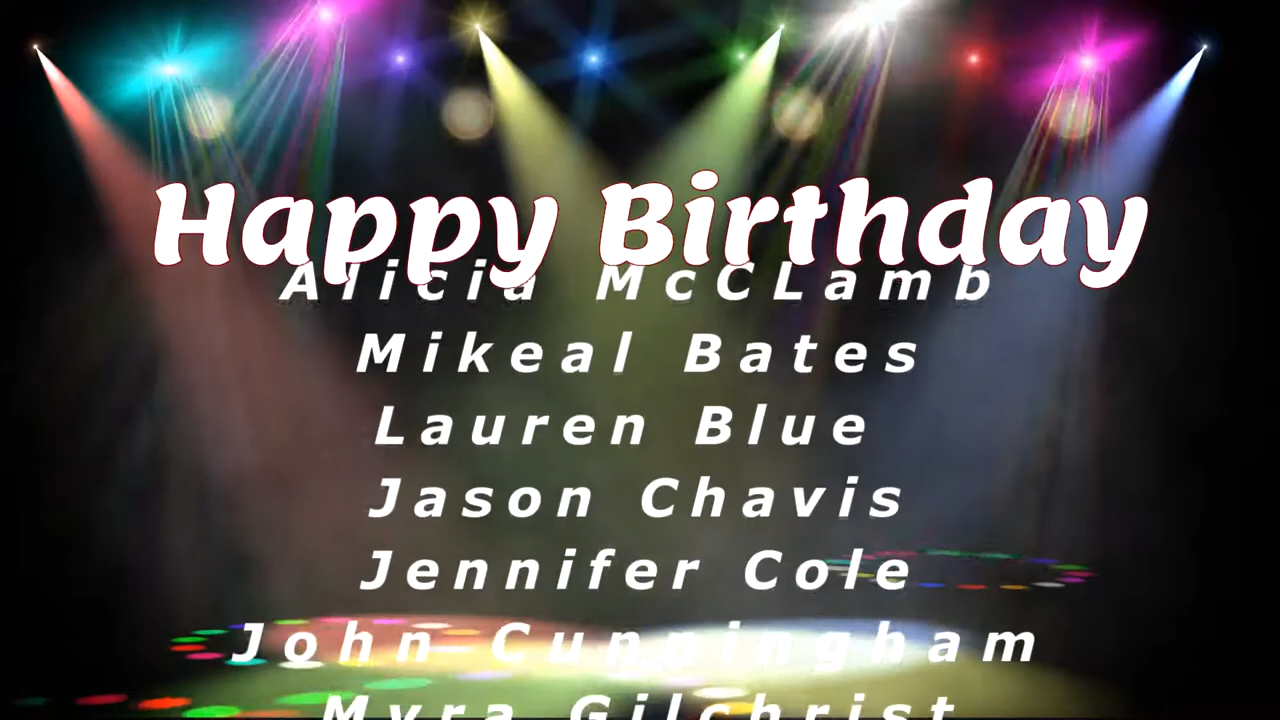 Happy Birthday
Alicia McCLamb
Mikeal Bates
Lauren Blue
Jason Chavis
Jennifer Cole
John Cunningham
Myra Gilchrist